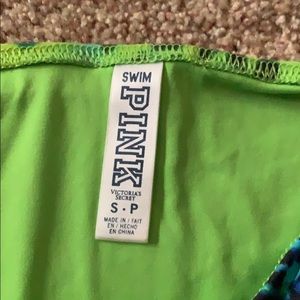 SWIM
PINK
VICTORIA'S
SECRET
S • P
MADE IN / FAIT
EN / HECHO
EN CHINA